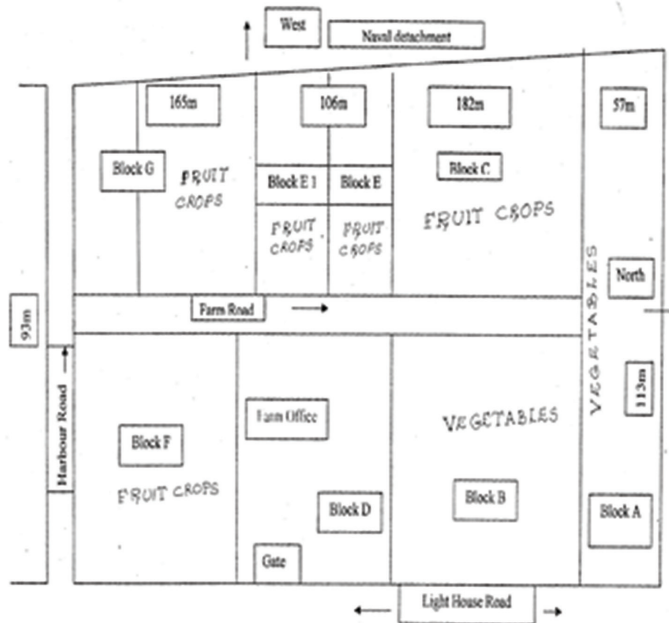 West
Naval detachment
165m
106m
182m
57m
Block G
FRUIT
CROPS
Block E 1
Block E
Block C
FRUIT
CROPS
FRUIT
CROPS
FRUIT CROPS
North
VEGETABLES
Farm Road
93m
113m
Harbour Road
Farm Office
VEGETABLES
Block F
FRUIT CROPS
Block D
Block B
Block A
Gate
Light House Road